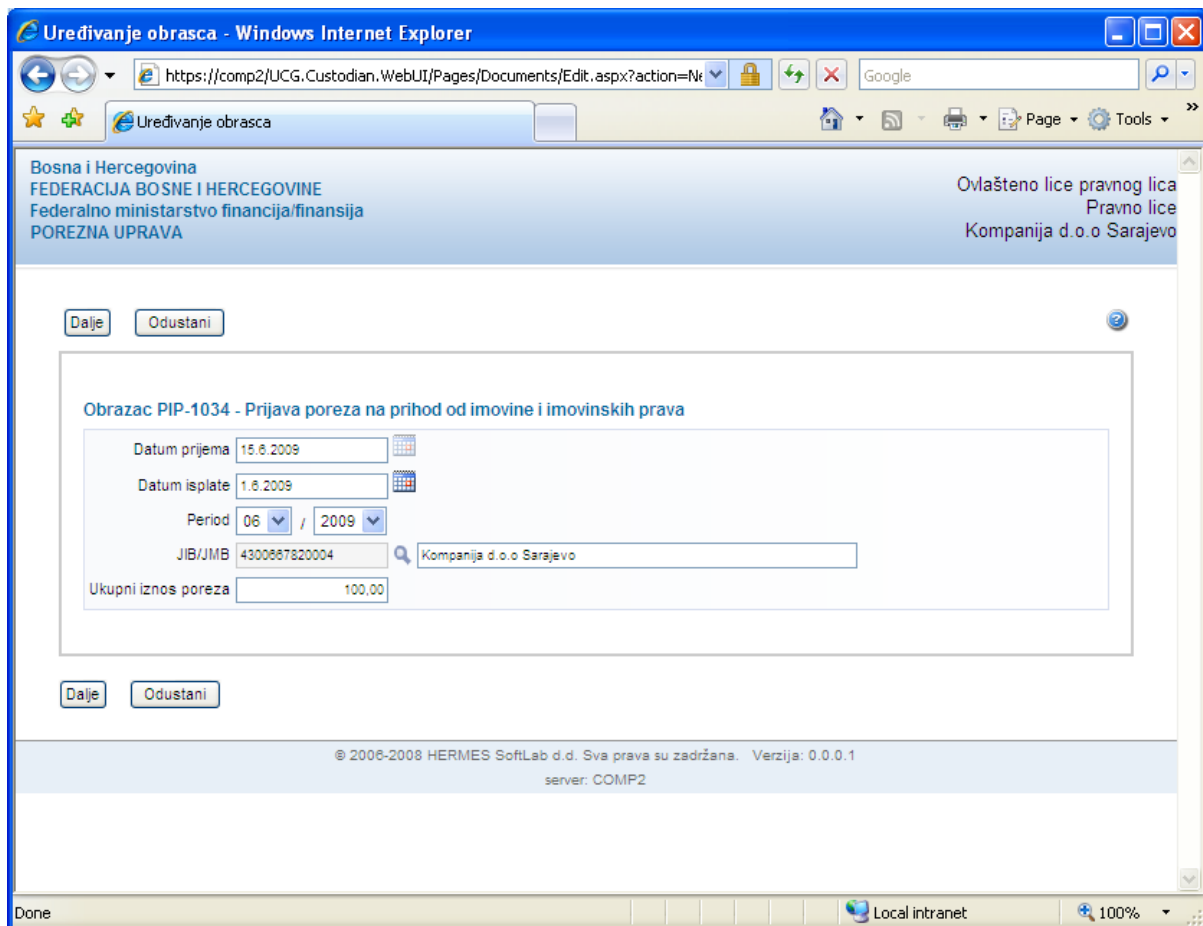 Uređivanje obrasca - Windows Internet Explorer
https://comp2/UCG.Custodian.WebUI/Pages/Documents/Edit.aspx?action=Ne
Google
Uređivanje obrasca
Page
Tools
Bosna i Hercegovina
FEDERACIJA BOSNE I HERCEGOVINE
Federalno ministarstvo financija/finansija
POREZNA UPRAVA
Ovlašteno lice pravnog lica
Pravno lice
Kompanija d.o.o Sarajevo
Dalje Odustani
Obrazac PIP-1034 - Prijava poreza na prihod od imovine i imovinskih prava
Datum prijema 15.6.2009
Datum isplate 1.6.2009
Period 06 / 2009
JIB/JMB 4300667820004 Kompanija d.o.o Sarajevo
Ukupni iznos poreza 100,00
Dalje Odustani
© 2006-2008 HERMES SoftLab d.d. Sva prava su zadržana. Verzija: 0.0.0.1
server: COMP2
Done Local intranet 100%